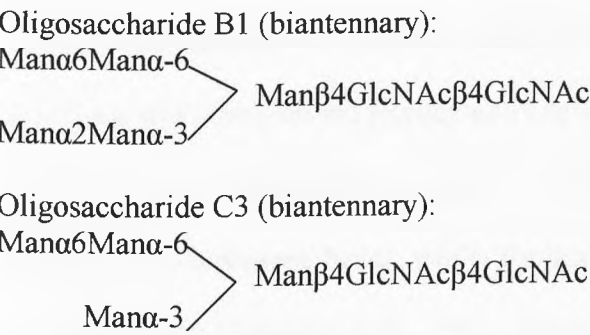 Oligosaccharide B1 (biantennary):
Manα6Manα-6
Manβ4GlcNAcβ4GlcNAc
Manα2Manα-3
Oligosaccharide C3 (biantennary):
Manα6Manα-6
Manβ4GlcNAcβ4GlcNAc
Manα-3